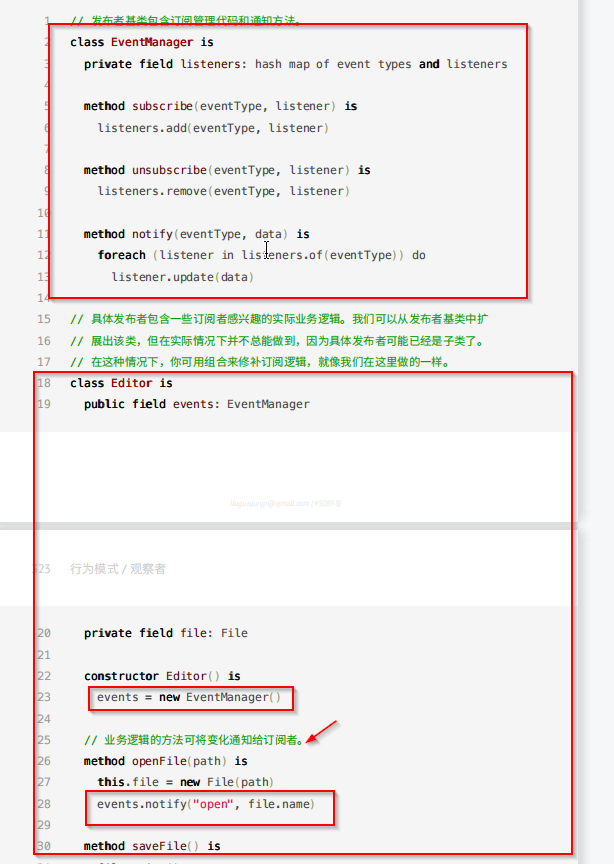 1 // 发布者基类包含订阅管理代码和通知方法。
2 class EventManager is
3 private field listeners: hash map of event types and listeners
4
5 method subscribe(eventType, listener) is
6 listeners.add(eventType, listener)
7
8 method unsubscribe(eventType, listener) is
9 listeners.remove(eventType, listener)
10
11 method notify(eventType, data) is
12 foreach (listener in listeners.of(eventType)) do
13 listener.update(data)
14
15 // 具体发布者包含一些订阅者感兴趣的实际业务逻辑。我们可以从发布者基类中扩
16 // 展出该类，但在实际情况下并不总能做到，因为具体发布者可能已经是子类了。
17 // 在这种情况下，你可用组合来修补订阅逻辑，就像我们在这里做的一样。
18 class Editor is
19 public field events: EventManager
323 行为模式 / 观察者
20 private field file: File
21
22 constructor Editor() is
23 events = new EventManager()
24
25 // 业务逻辑的方法可将变化通知给订阅者。
26 method openFile(path) is
27 this.file = new File(path)
28 events.notify("open", file.name)
29
30 method saveFile() is